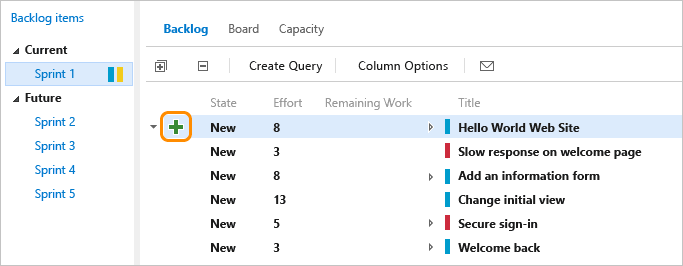 Backlog items
Current
Sprint 1
Future
Sprint 2
Sprint 3
Sprint 4
Sprint 5
Backlog Board Capacity
Create Query Column Options
State Effort Remaining Work Title
New 8 Hello World Web Site
New 3 Slow response on welcome page
New 8 Add an information form
New 13 Change initial view
New 5 Secure sign-in
New 3 Welcome back